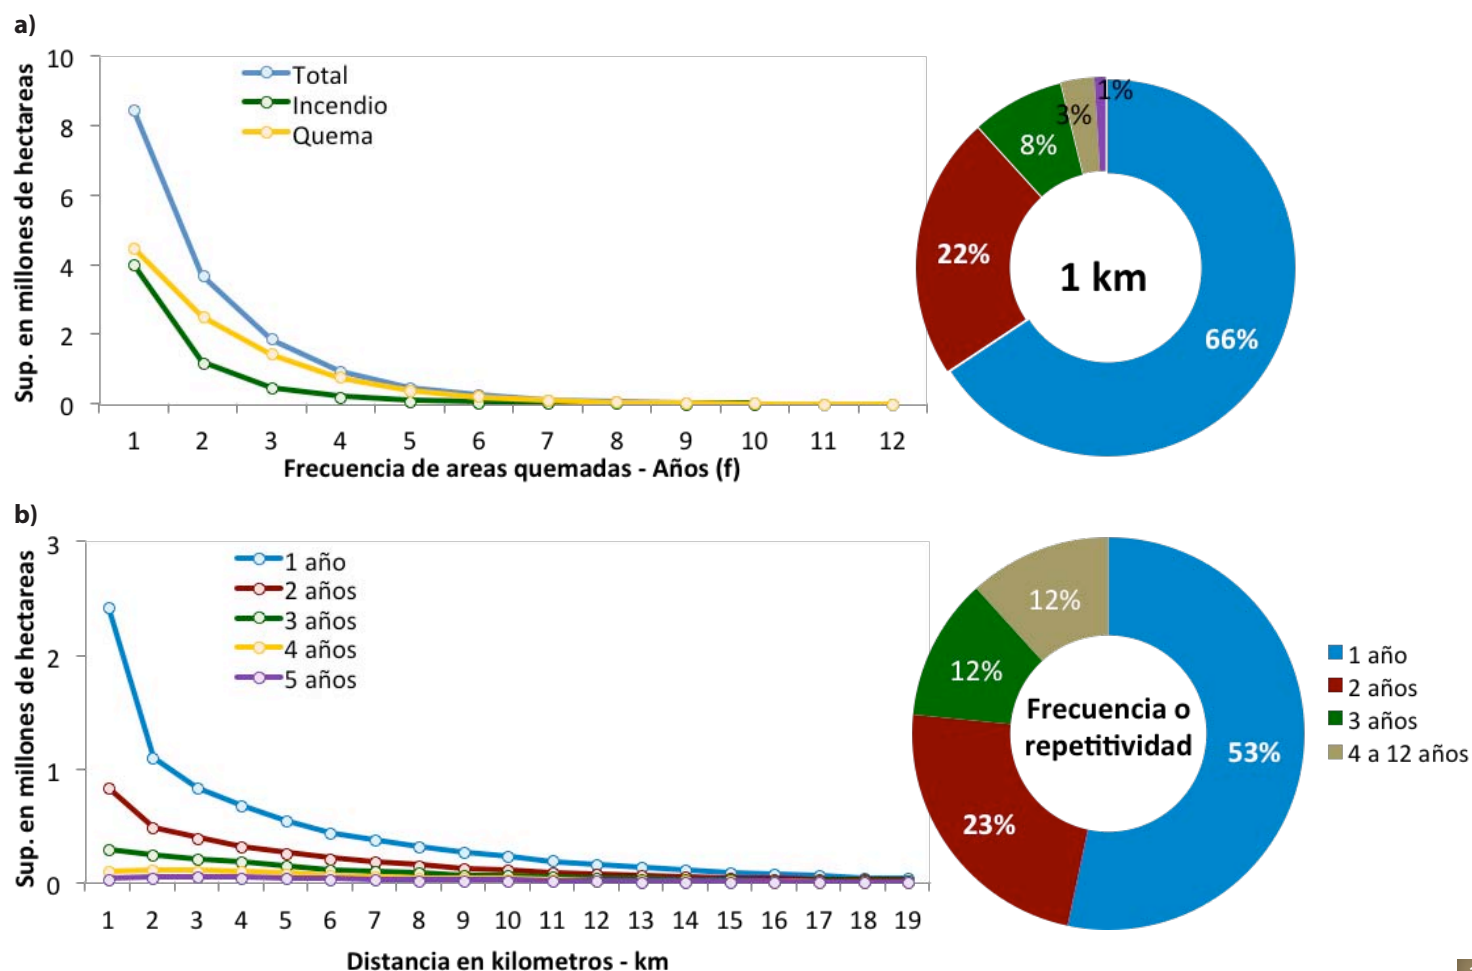 a)
Sup. en millones de hectareas
10
8
6
4
2
0
Total
Incendio
Quema
1 2 3 4 5 6 7 8 9 10 11 12
Frecuencia de areas quemadas - Años (f)
1%
3%
8%
22%
1 km
66%
b)
Sup. en millones de hectareas
3
2
1
0
1 año
2 años
3 años
4 años
5 años
1 2 3 4 5 6 7 8 9 10 11 12 13 14 15 16 17 18 19
Distancia en kilometros - km
12%
12%
Frecuencia o
repetitividad
53%
23%
1 año
2 años
3 años
4 a 12 años